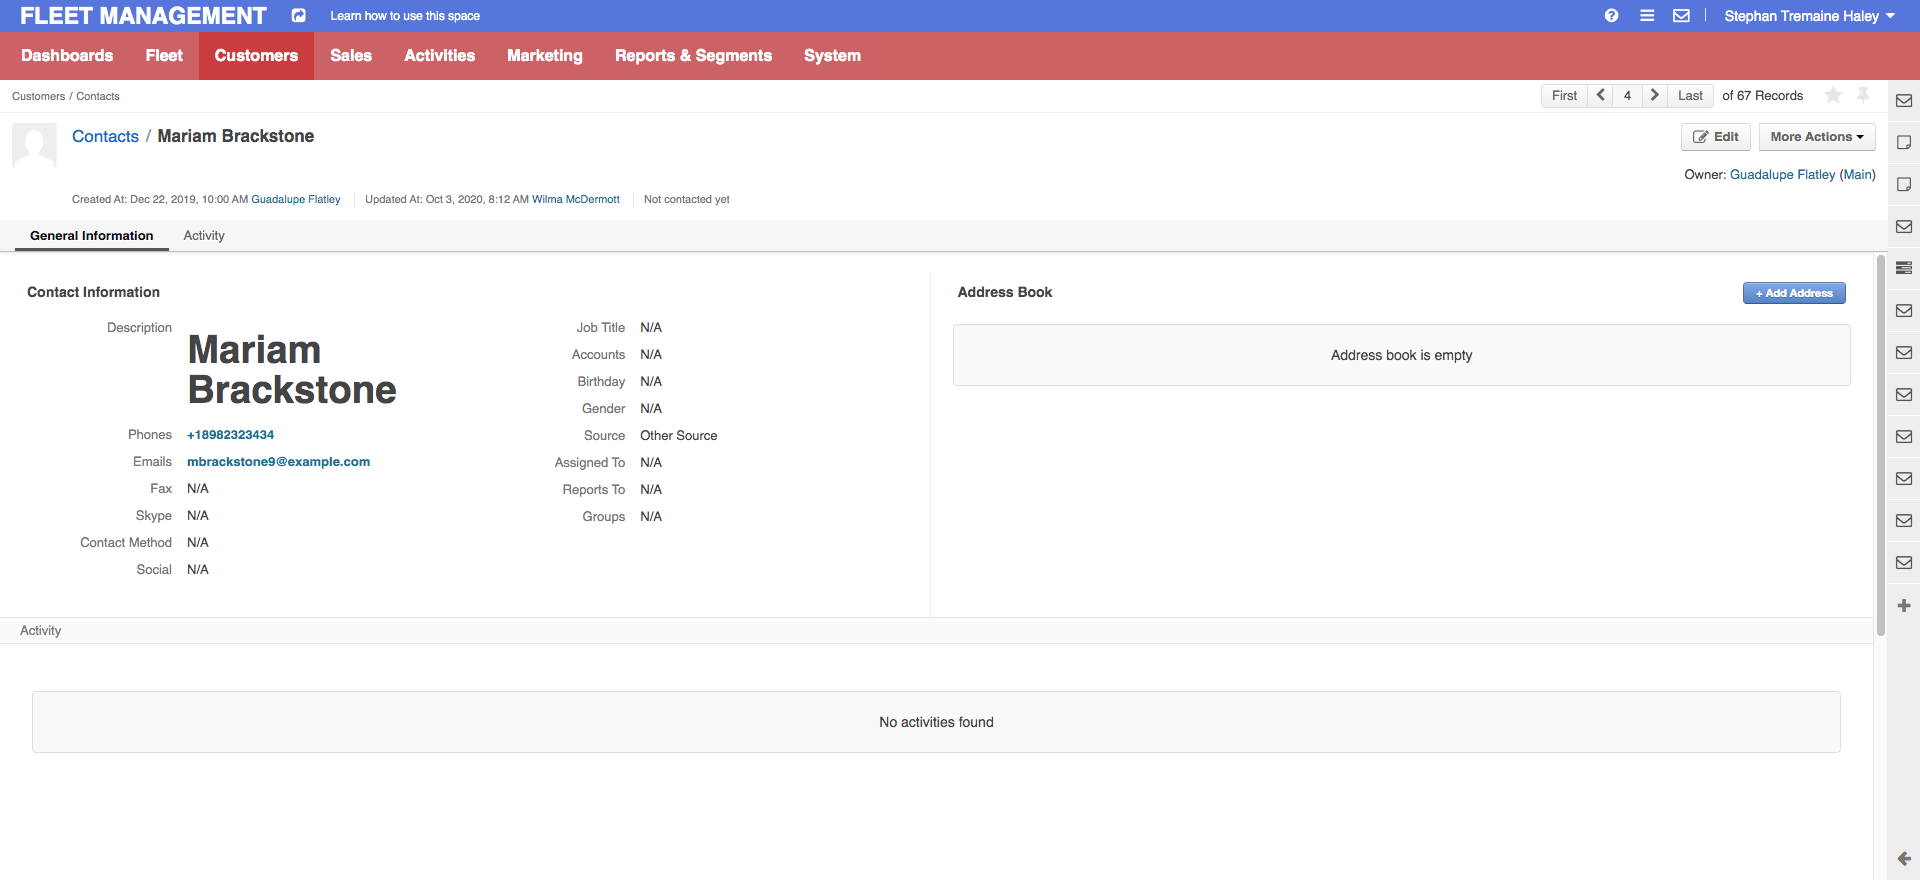 FLEET MANAGEMENT Learn how to use this space Stephan Tremaine Haley
Dashboards Fleet Customers Sales Activities Marketing Reports & Segments System
Customers / Contacts First 4 Last of 67 Records
Contacts / Mariam Brackstone Edit More Actions
Owner: Guadalupe Flatley (Main)
Created At: Dec 22, 2019, 10:00 AM Guadalupe Flatley Updated At: Oct 3, 2020, 8:12 AM Wilma McDermott Not contacted yet
General Information Activity
Contact Information
Description Mariam
Brackstone
Phones +18982323434
Emails mbrackstone9@example.com
Fax N/A
Skype N/A
Contact Method N/A
Social N/A
Job Title N/A
Accounts N/A
Birthday N/A
Gender N/A
Source Other Source
Assigned To N/A
Reports To N/A
Groups N/A
Address Book + Add Address
Address book is empty
Activity
No activities found